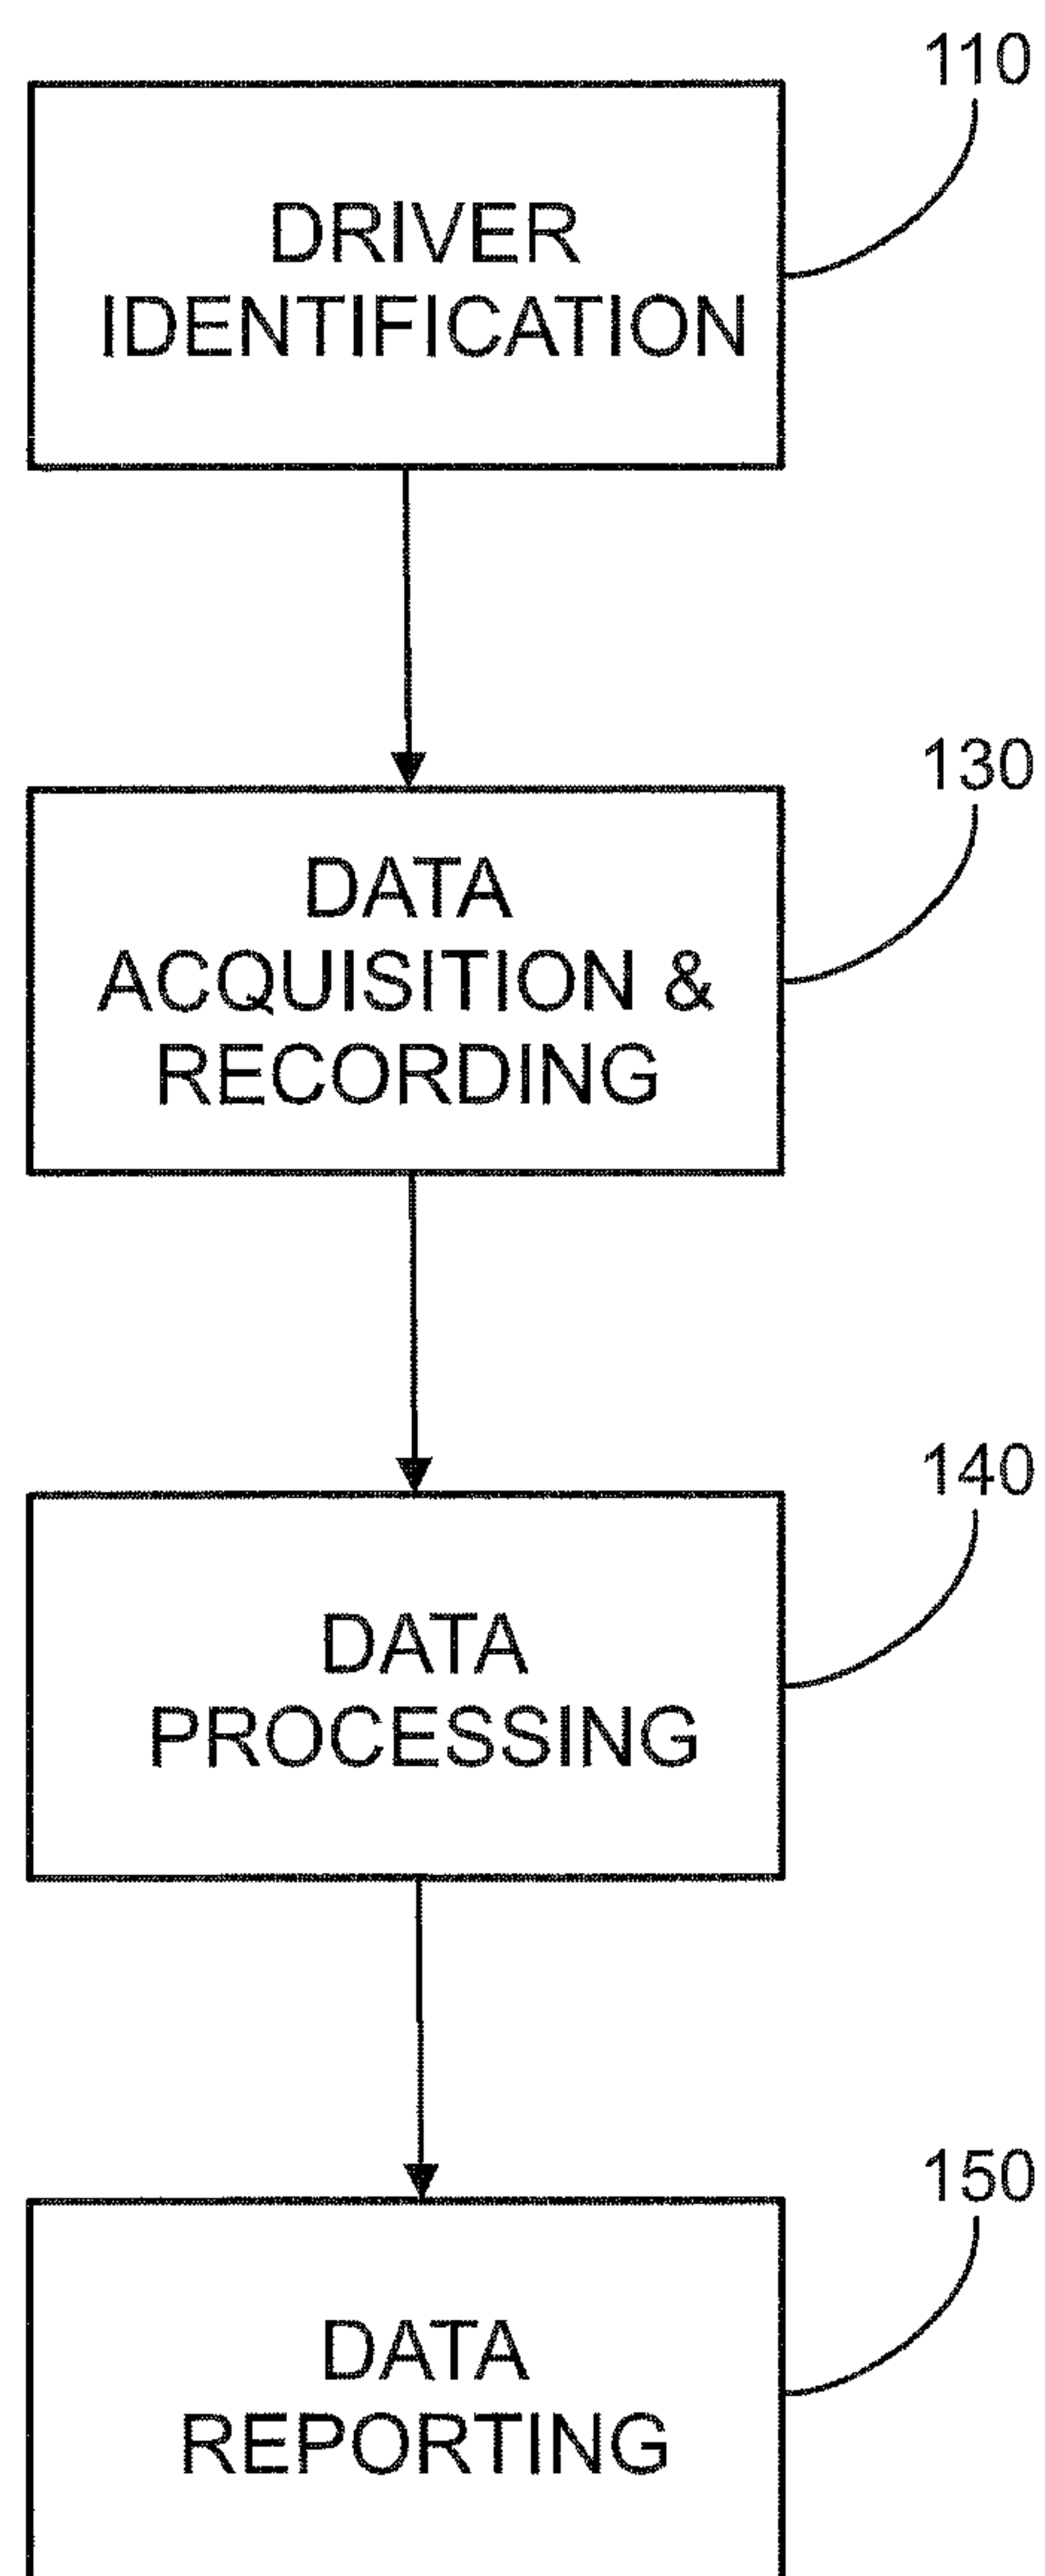 110
DRIVER
IDENTIFICATION
130
DATA
ACQUISITION &
RECORDING
140
DATA
PROCESSING
150
DATA
REPORTING